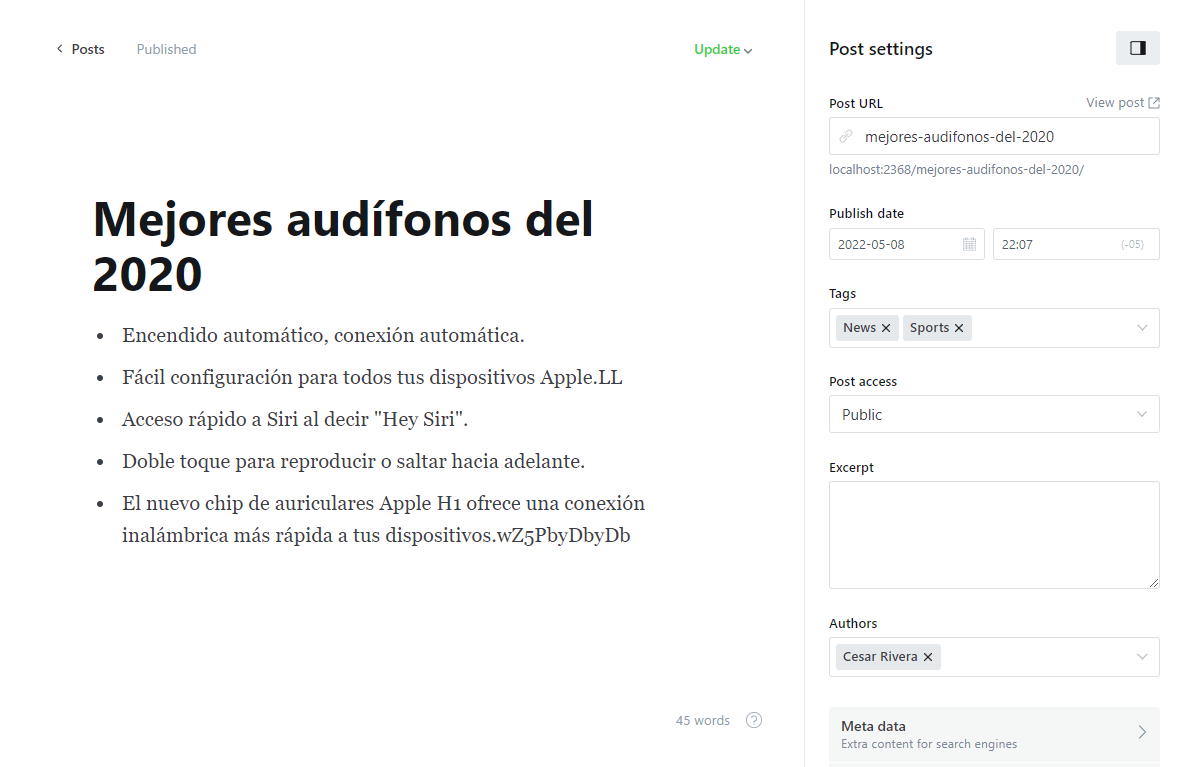 Posts
Published
Update
Mejores audífonos del
2020
Encendido automático, conexión automática.
Fácil configuración para todos tus dispositivos Apple.LL
Acceso rápido a Siri al decir "Hey Siri".
Doble toque para reproducir o saltar hacia adelante.
El nuevo chip de auriculares Apple H1 ofrece una conexión
inalámbrica más rápida a tus dispositivos.wZ5PbyDbyDb
45 words
?
Post settings
Post URL
View post
mejores-audifonos-del-2020
localhost:2368/mejores-audifonos-del-2020/
Publish date
2022-05-08
22:07
(-05)
Tags
News
Sports
Post access
Public
Excerpt
Authors
Cesar Rivera
Meta data
Extra content for search engines